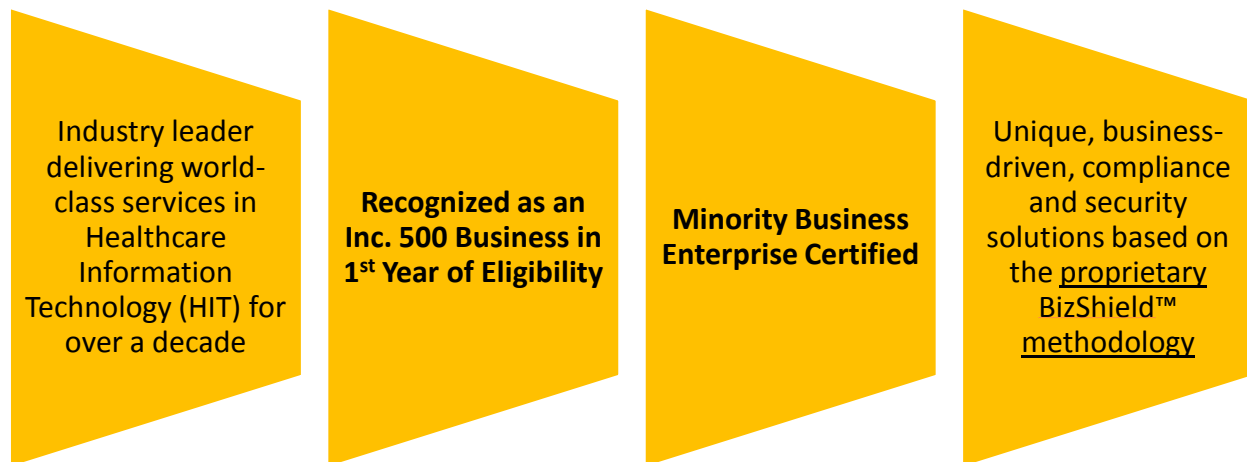 Industry leader
delivering world-
class services in
Healthcare
Information
Technology (HIT) for
over a decade
Recognized as an
Inc. 500 Business in
1st Year of Eligibility
Minority Business
Enterprise Certified
Unique, business-
driven, compliance
and security
solutions based on
the proprietary
BizShield™
methodology